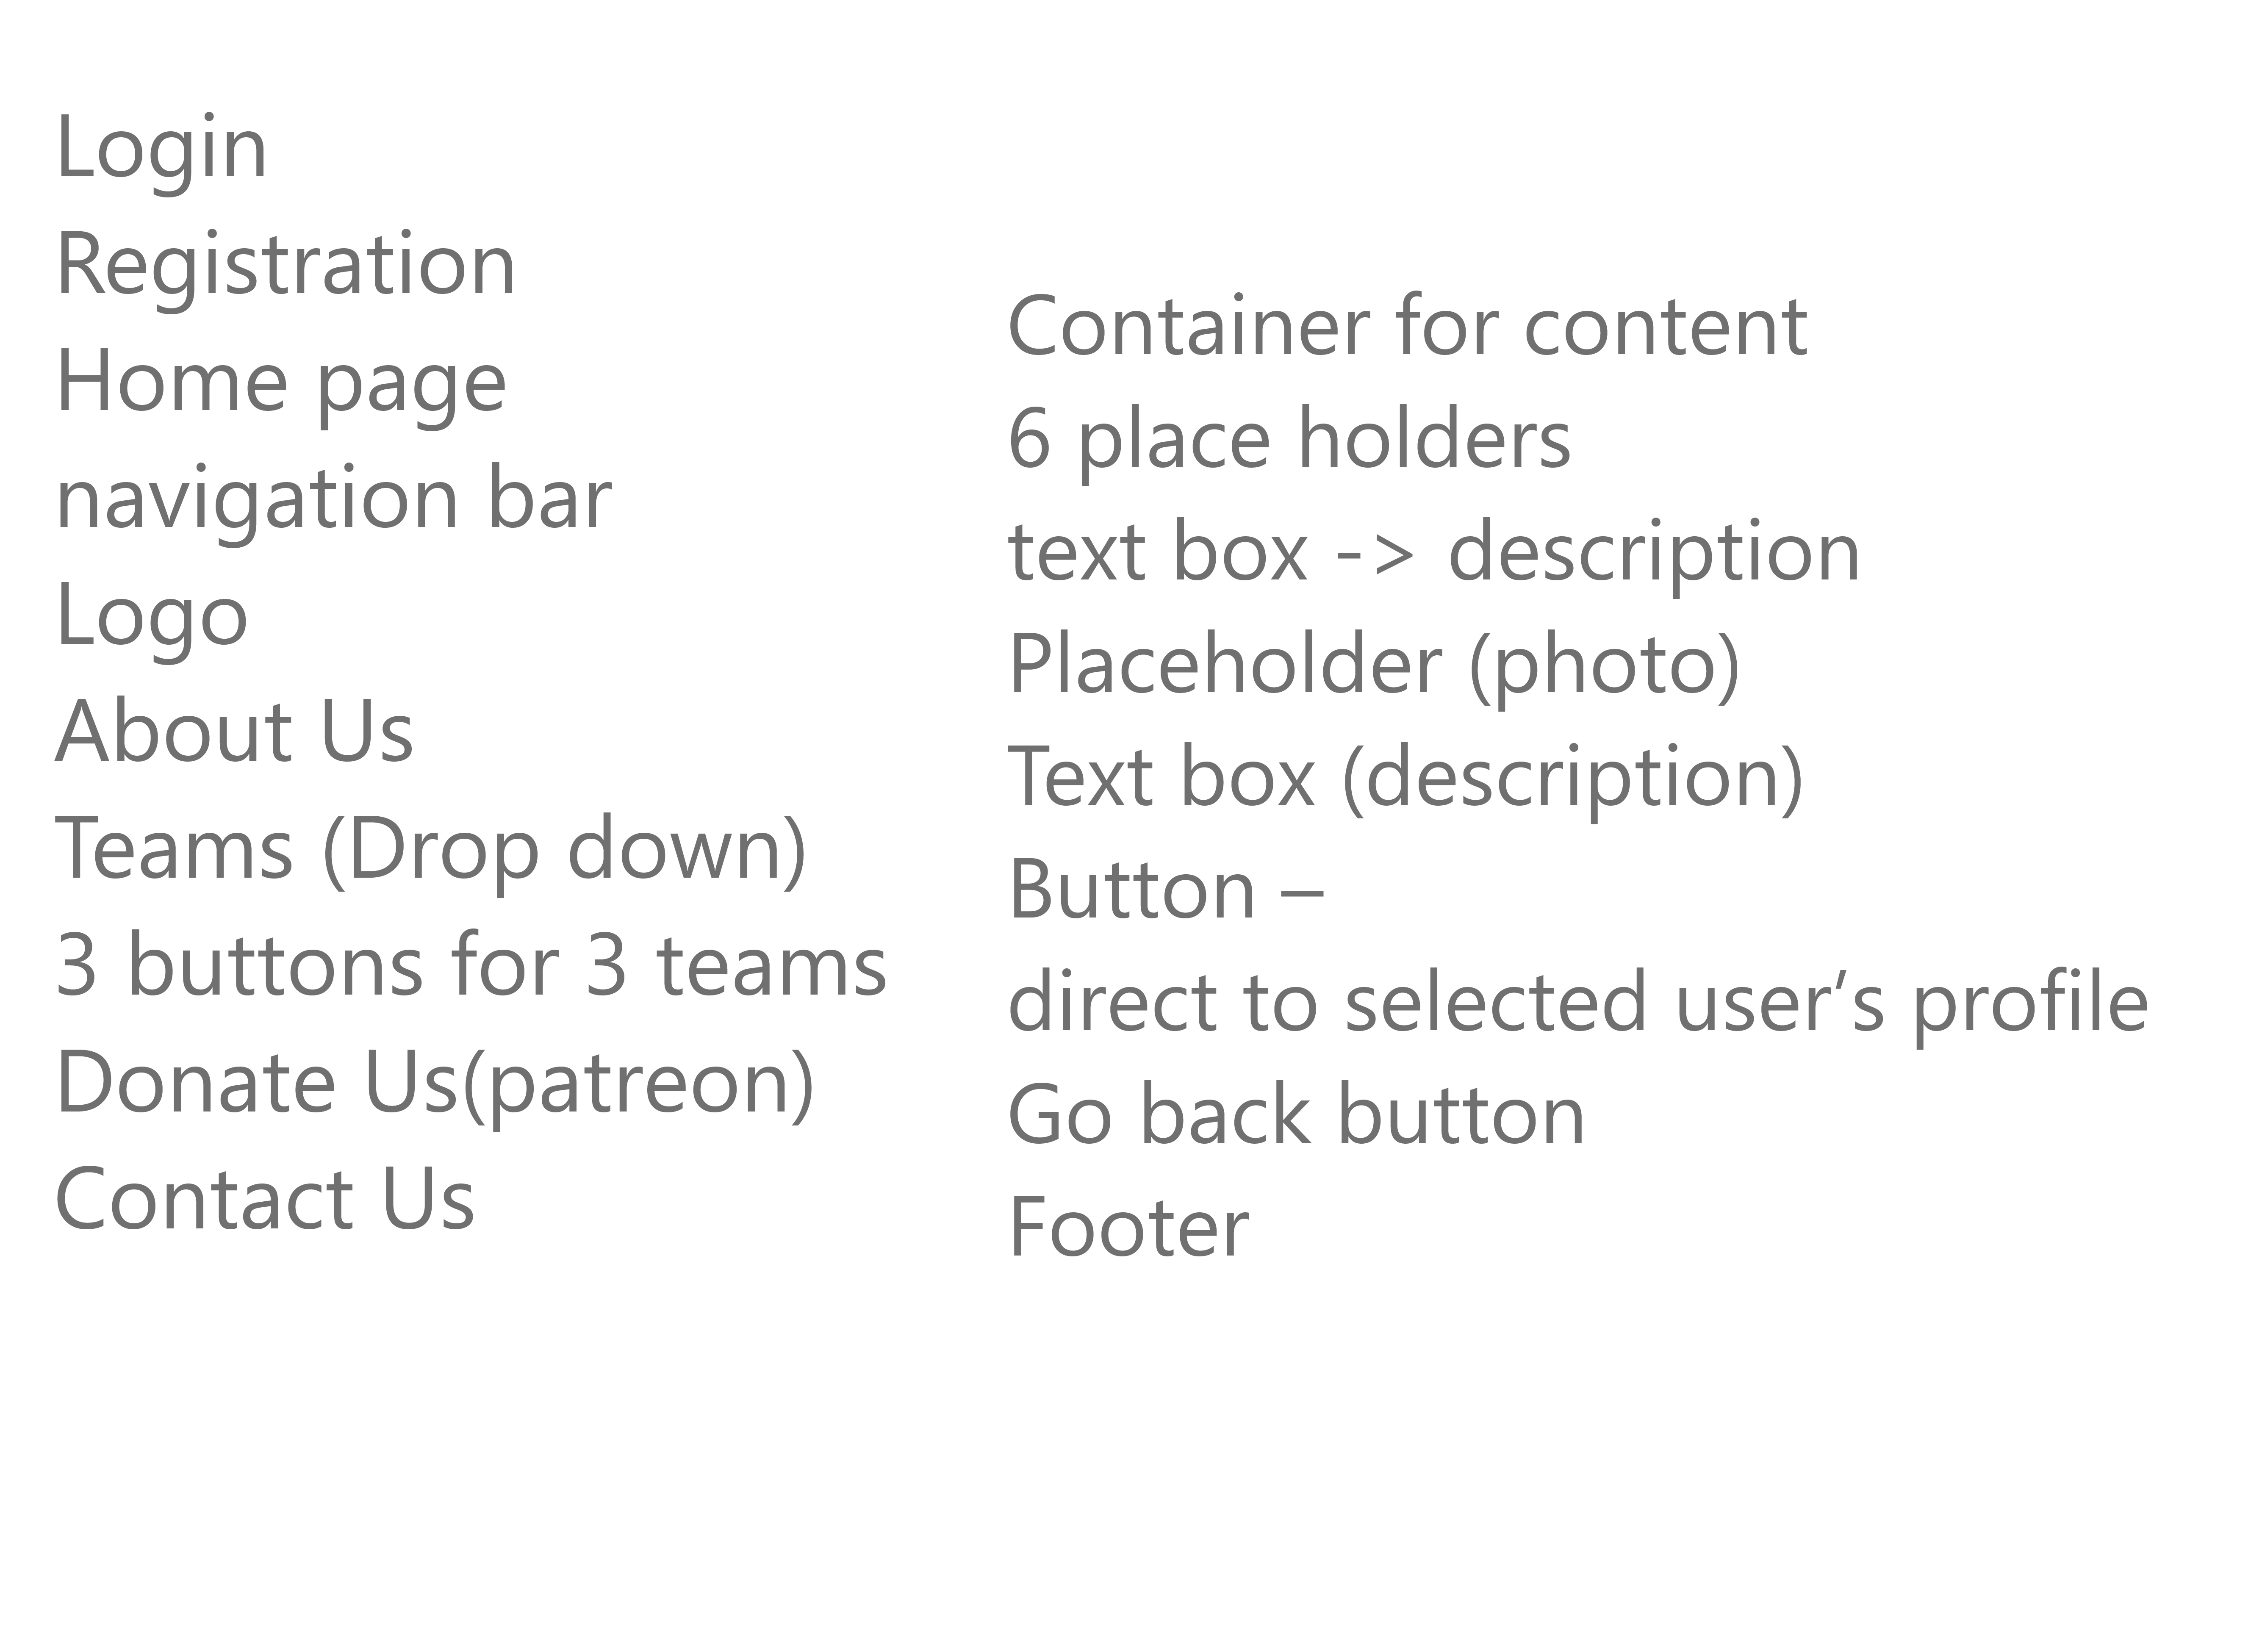 Login
Registration
Home page
navigation bar
Logo
About Us
Teams (Drop down)
3 buttons for 3 teams
Donate Us(patreon)
Contact Us
Container for content
6 place holders
text box -> description
Placeholder (photo)
Text box (description)
Button –
direct to selected user‘s profile
Go back button
Footer